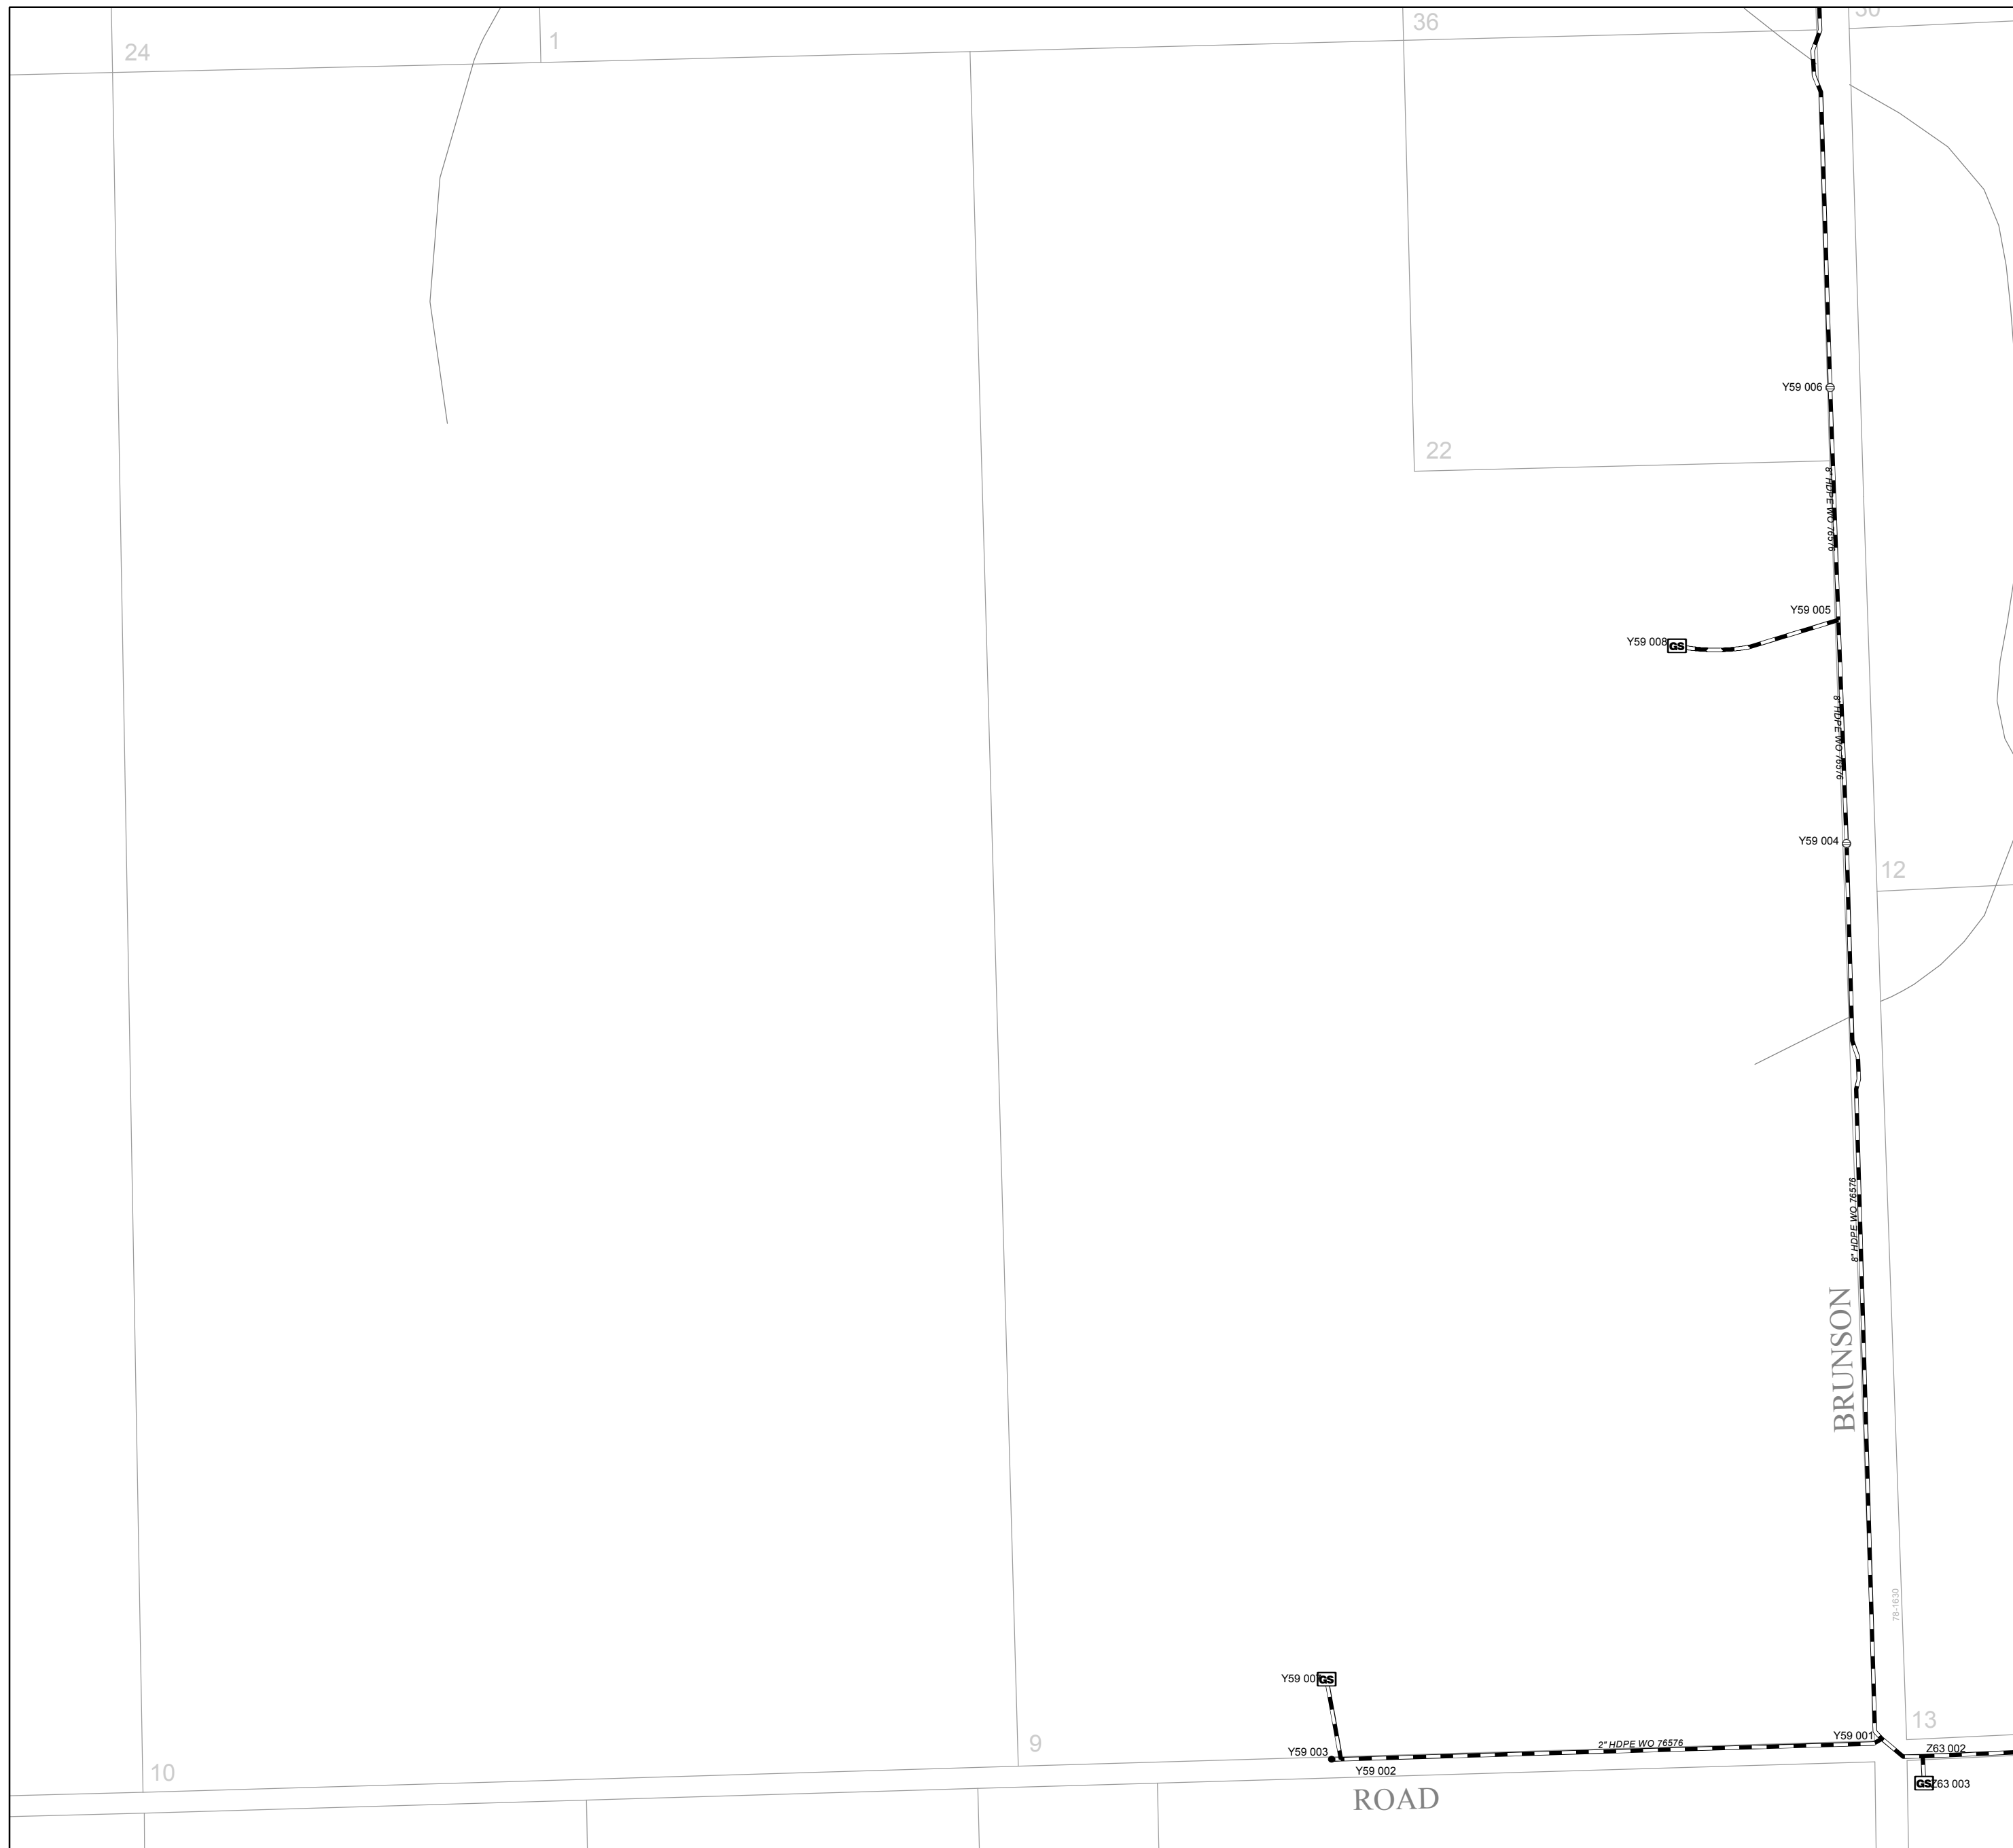 30
36
1
24
Y59 006
22
8" HDPE WO 76576
Y59 005
Y59 008
GS
8" HDPE WO 76576
Y59 004
12
8" HDPE WO 76576
BRUNSON
78-1630
Y59 007
GS
13
Y59 001
9
2" HDPE WO 76576
Z63 002
Y59 003
Y59 002
10
GS
Z63 003
ROAD